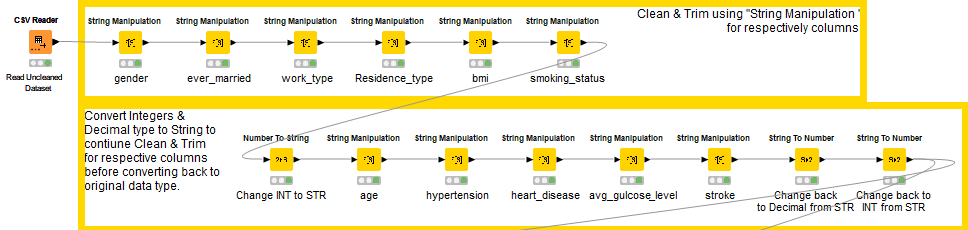 CSV Reader
Read Uncleaned
Dataset
Clean & Trim using "String Manipulation "
for respectively columns
String Manipulation String Manipulation String Manipulation String Manipulation String Manipulation String Manipulation
gender ever_married work_type Residence_type bmi smoking_status
Convert Integers &
Decimal type to String to
contiune Clean & Trim
for respective columns
before converting back to
original data type.
Number To String String Manipulation String Manipulation String Manipulation String Manipulation String Manipulation String To Number String To Number
Change INT to STR age hypertension heart_disease avg_gulcose_level stroke Change back Change back to
to Decimal from STR INT from STR